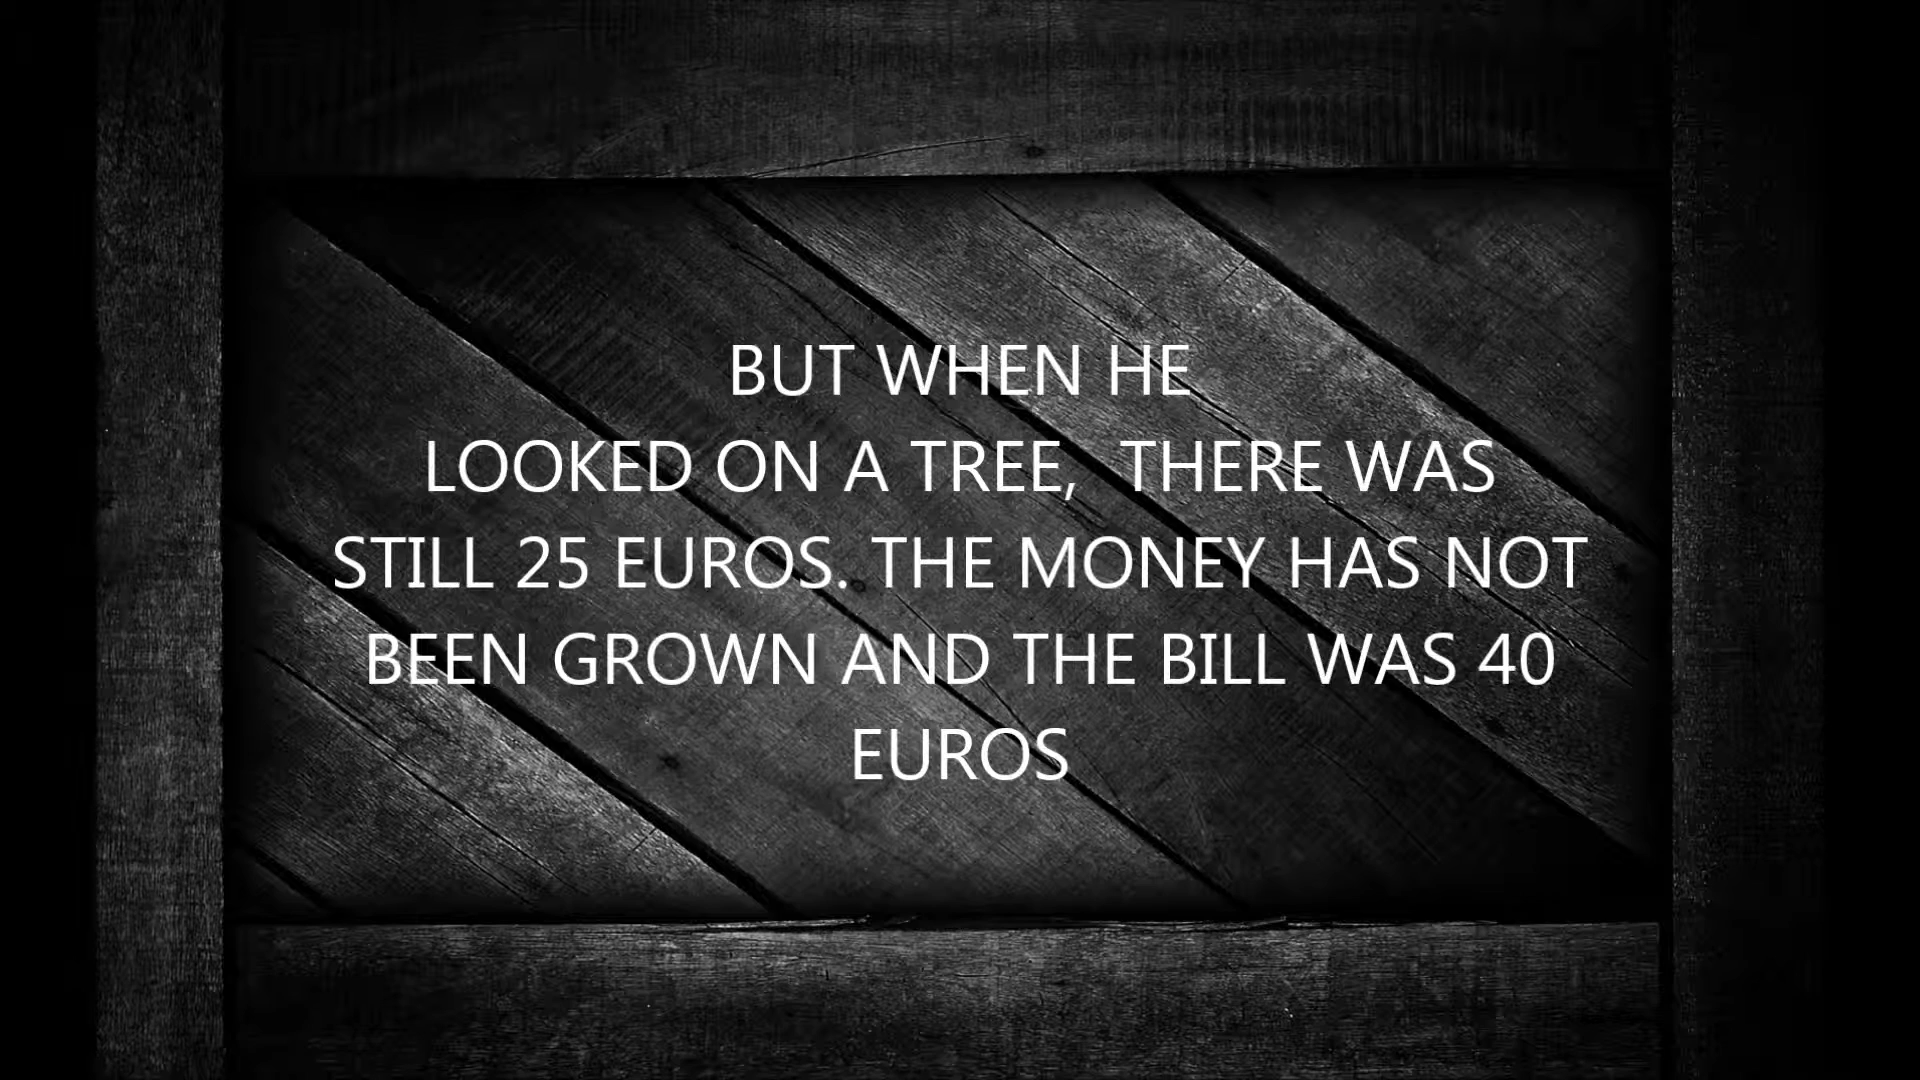 BUT WHEN HE
LOOKED ON A TREE,  THERE WAS
STILL 25 EUROS. THE MONEY HAS NOT
BEEN GROWN AND THE BILL WAS 40
EUROS